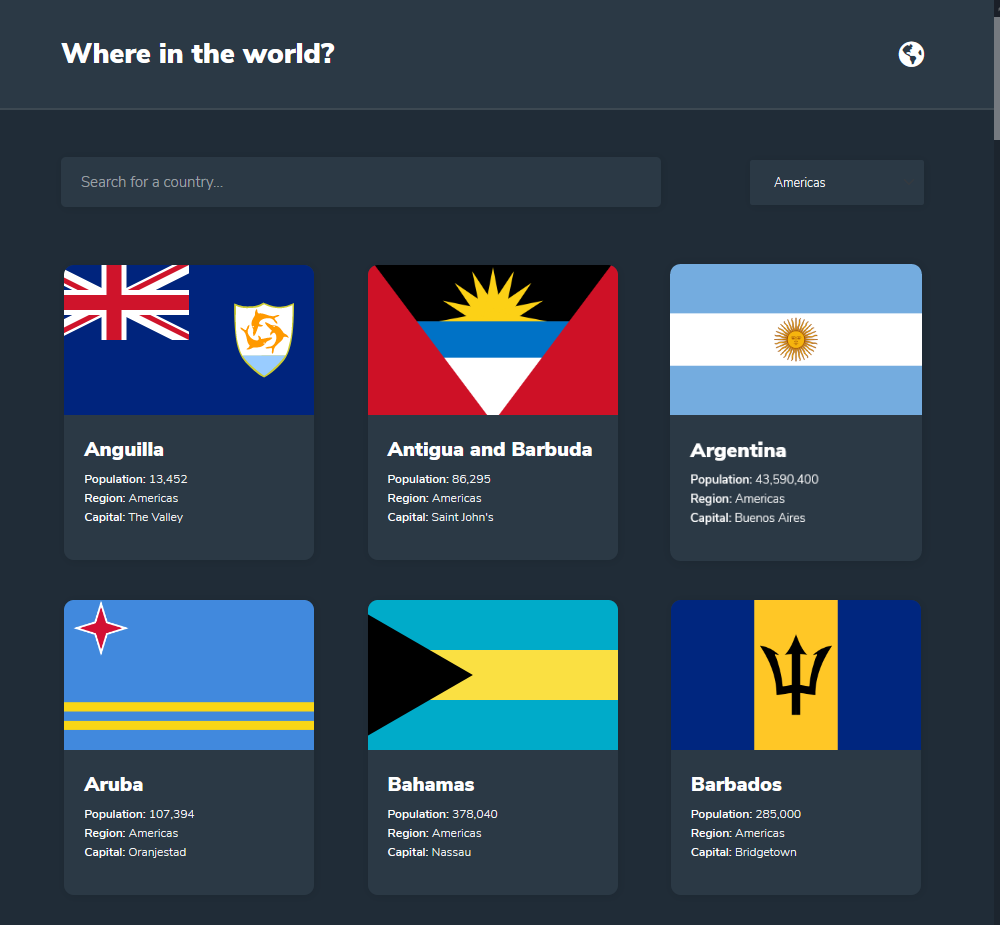 Where in the world?
Search for a country...
Americas
Anguilla
Population: 13,452
Region: Americas
Capital: The Valley
Antigua and Barbuda
Population: 86,295
Region: Americas
Capital: Saint John's
Argentina
Population: 43,590,400
Region: Americas
Capital: Buenos Aires
Aruba
Population: 107,394
Region: Americas
Capital: Oranjestad
Bahamas
Population: 378,040
Region: Americas
Capital: Nassau
Barbados
Population: 285,000
Region: Americas
Capital: Bridgetown